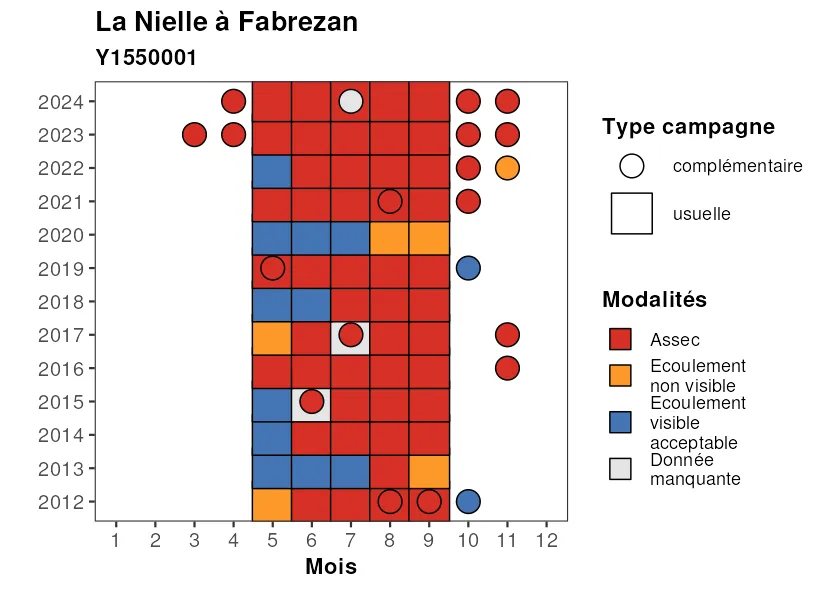 La Nielle à Fabrezan
Y1550001
2024
2023
2022
2021
2020
2019
2018
2017
2016
2015
2014
2013
2012
1 2 3 4 5 6 7 8 9 10 11 12
Mois
Type campagne
complémentaire
usuelle
Modalités
Assec
Ecoulement
non visible
Ecoulement
visible
acceptable
Donnée
manquante